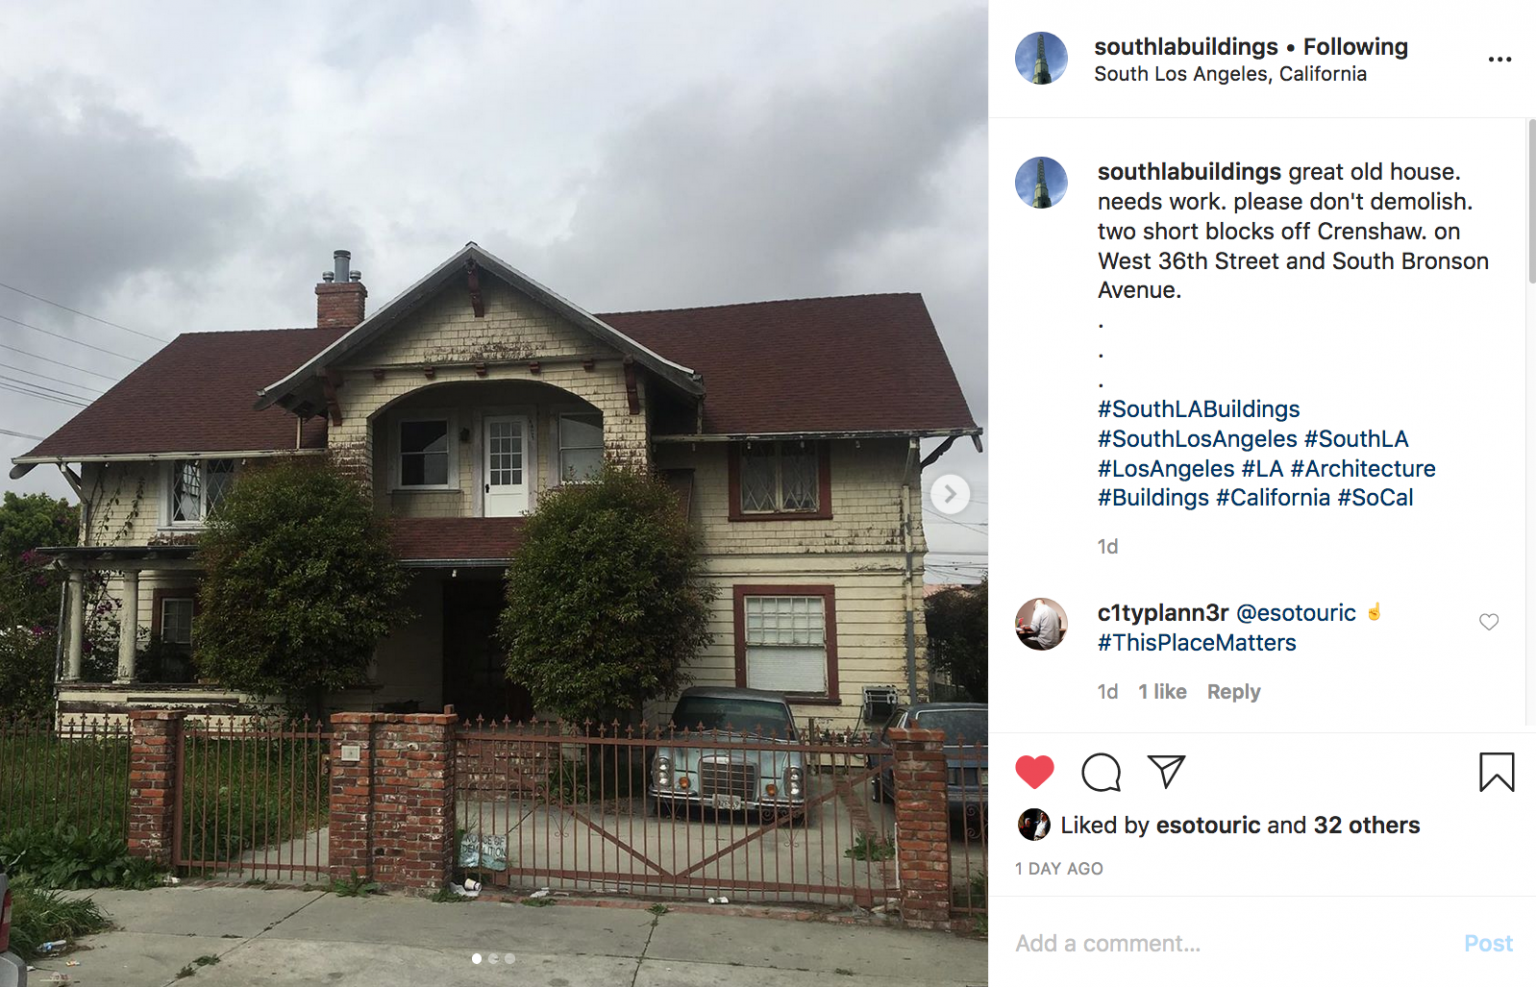 southlabuildings • Following
South Los Angeles, California
southlabuildings great old house.
needs work. please don't demolish.
two short blocks off Crenshaw. on
West 36th Street and South Bronson
Avenue.
.
.
.
#SouthLABuildings
#SouthLosAngeles #SouthLA
#LosAngeles #LA #Architecture
#Buildings #California #SoCal
1d
c1typlann3r @esotouric ☝
#ThisPlaceMatters
1d 1 like Reply
Liked by esotouric and 32 others
1 DAY AGO
Add a comment... Post
NOTICE OF
DEMOLITION